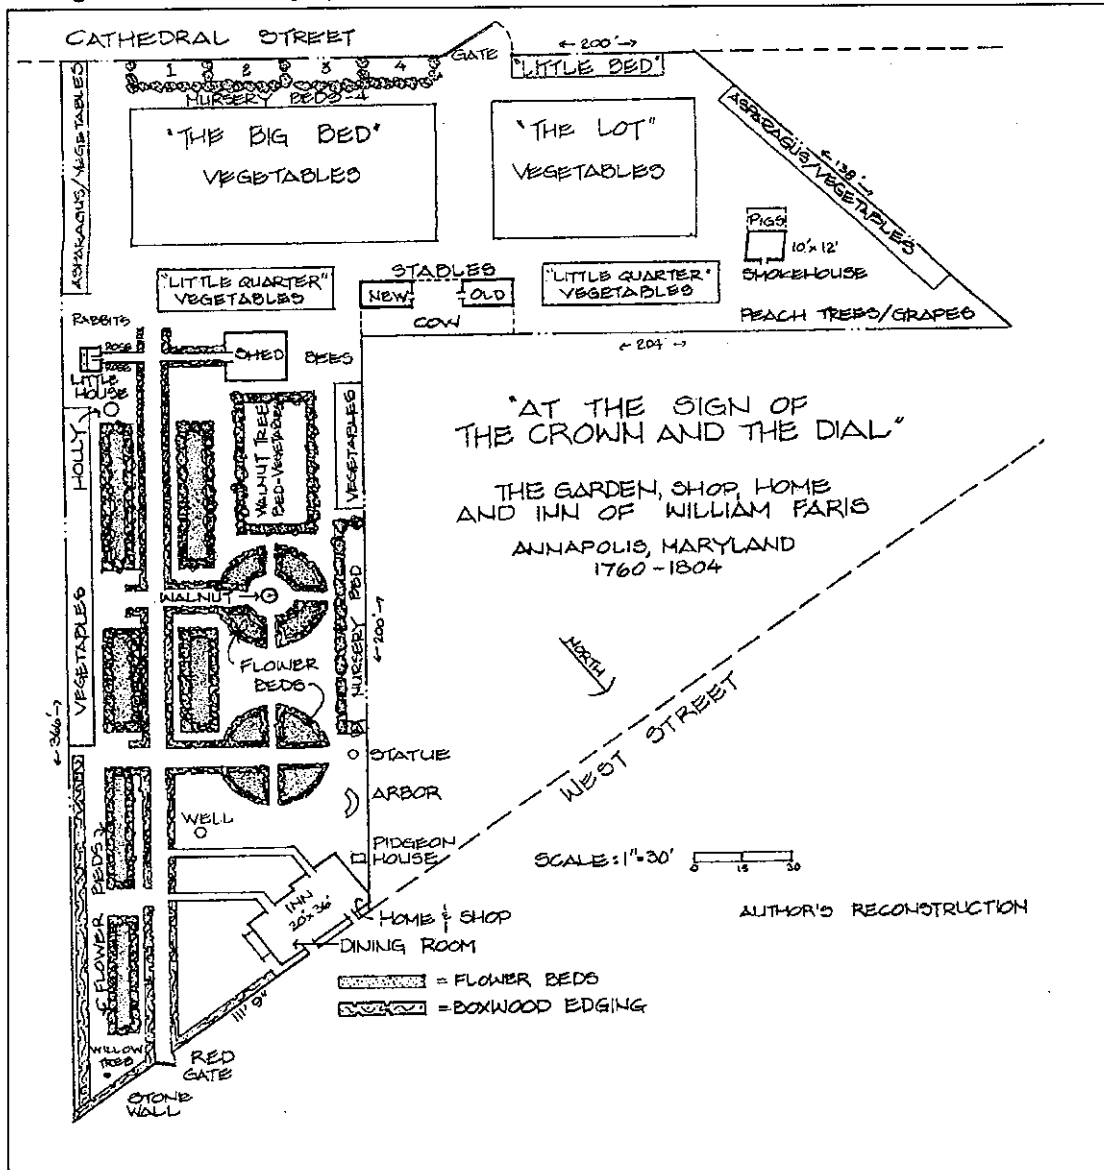 CATHEDRAL STREET
GATE
← 200' →
"LITTLE BED"
1 2 3 4
NURSERY BEDS-4
ASPARAGUS/VEGETABLES
"THE BIG BED"
VEGETABLES
"THE LOT"
VEGETABLES
ASPARAGUS/VEGETABLES
← 138' →
PIGS
10'x12'
SMOKEHOUSE
"LITTLE QUARTER"
VEGETABLES
STABLES
NEW
OLD
COW
"LITTLE QUARTER"
VEGETABLES
PEACH TREES/GRAPES
← 204' →
RABBITS
ROSE
ROSE
LITTLE
HOUSE
SHED
BEES
HOLLY
WALNUT TREE
BED-VEGETABLES
VEGETABLES
"AT THE SIGN OF
THE CROWN AND THE DIAL"
THE GARDEN, SHOP, HOME
AND INN OF WILLIAM FARIS
ANNAPOLIS, MARYLAND
1760-1804
WALNUT
VEGETABLES
NURSERY BED
← 200' →
FLOWER
BEDS
NORTH
← 366' →
STATUE
ARBOR
WEST STREET
WELL
PIDGEON
HOUSE
SCALE: 1"=30'
0 15 30
FLOWER BEDS
INN
20'x36'
HOME & SHOP
DINING ROOM
AUTHOR'S RECONSTRUCTION
= FLOWER BEDS
= BOXWOOD EDGING
111' 9"
WILLOW
TREE
RED
GATE
STONE
WALL